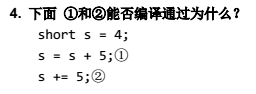 4. 下面 ①和②能否编译通过为什么？
short s = 4;
s = s + 5;①
s += 5;②